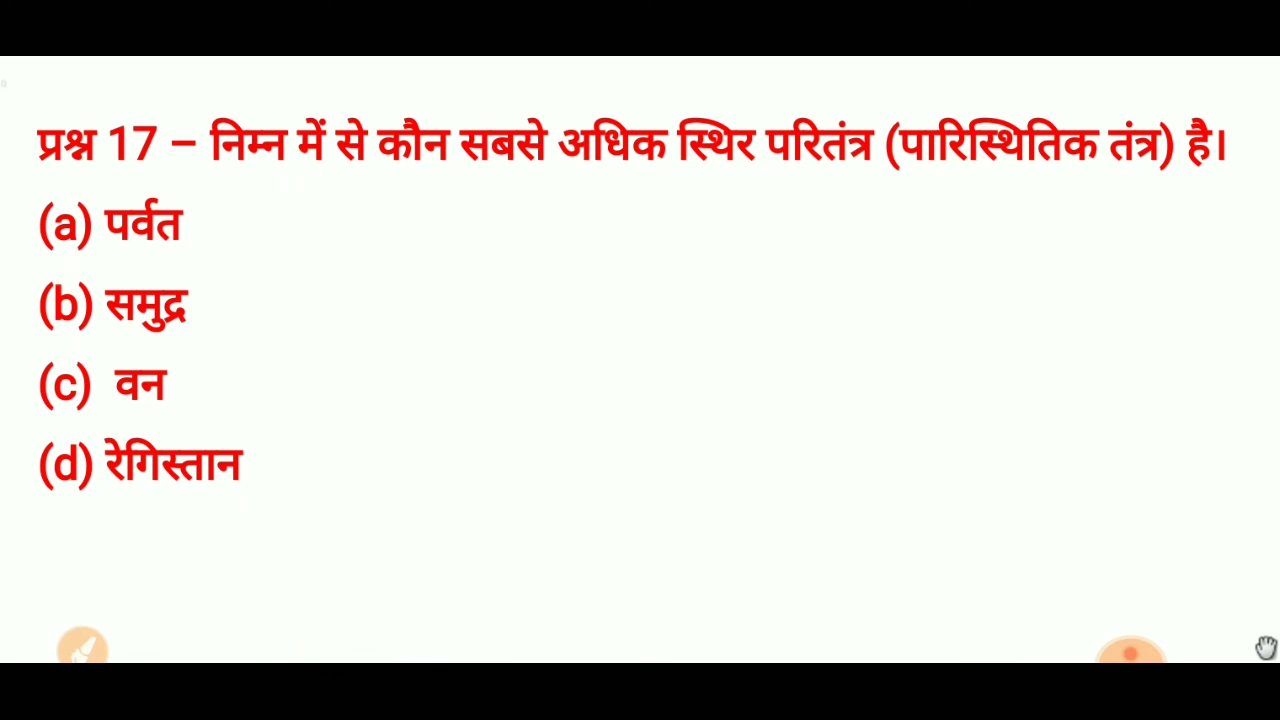 प्रश्न 17 – निम्न में से कौन सबसे अधिक स्थिर परितंत्र (पारिस्थितिक तंत्र) है।
(a) पर्वत
(b) समुद्र
(c) वन
(d) रेगिस्तान